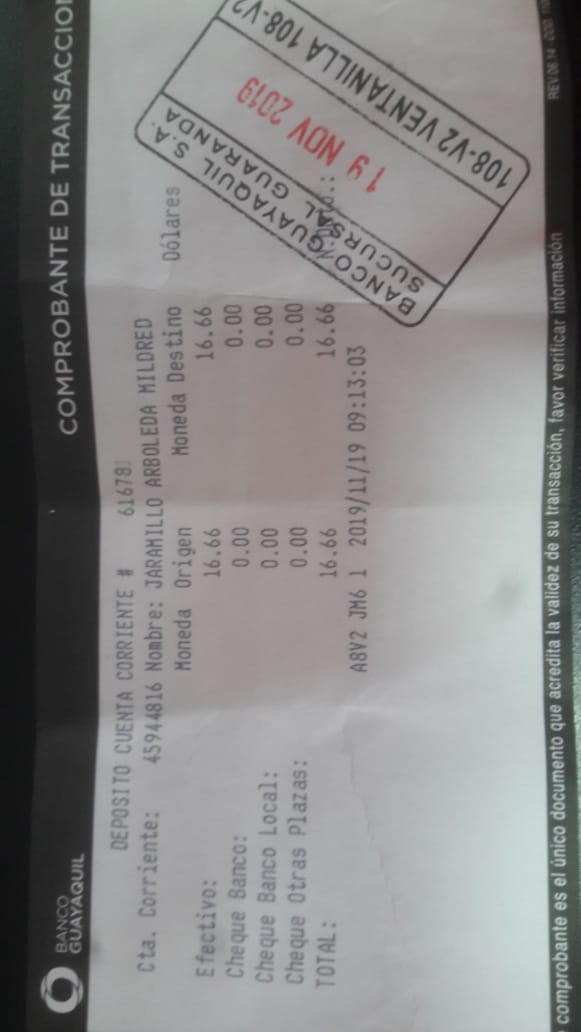 BANCO
GUAYAQUIL
COMPROBANTE DE TRANSACCION
DEPOSITO CUENTA CORRIENTE # 61678
Cta. Corriente: 45944816 Nombre: JARAMILLO ARBOLEDA MILDRED
Moneda Origen Moneda Destino Dólares
Efectivo: 16.66 16.66
Cheque Banco: 0.00 0.00
Cheque Banco Local: 0.00 0.00
Cheque Otras Plazas: 0.00 0.00
TOTAL: 16.66 16.66
A8V2 JM6 1 2019/11/19 09:13:03
BANCO GUAYAQUIL S.A.
SUCURSAL GUARANDA
19 NOV 2019
108-V2 VENTANILLA 108-V2
comprobante es el único documento que acredita la validez de su transacción, favor verificar información
REV.06.14